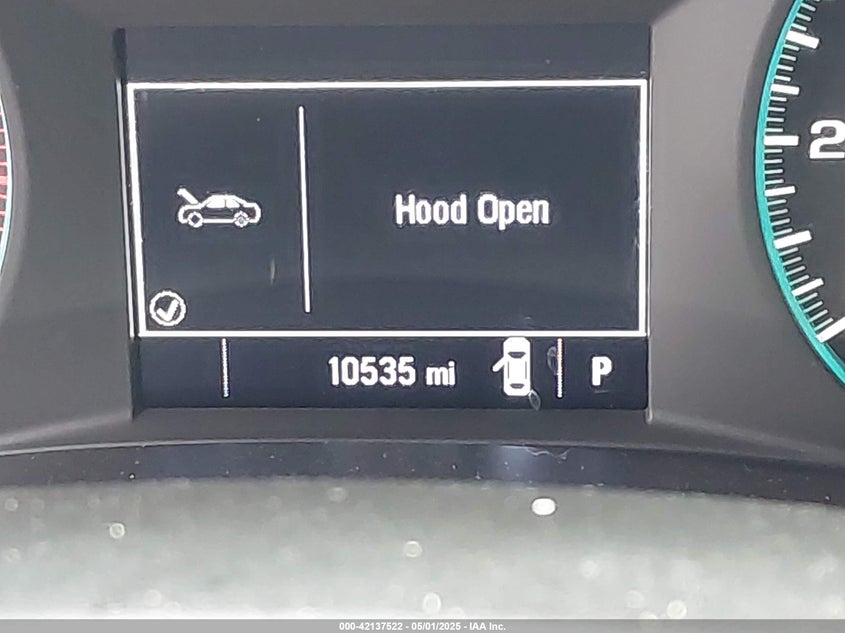 2
Hood Open
10535 mi
P
000-42137522 - 05/01/2025 - IAA Inc.